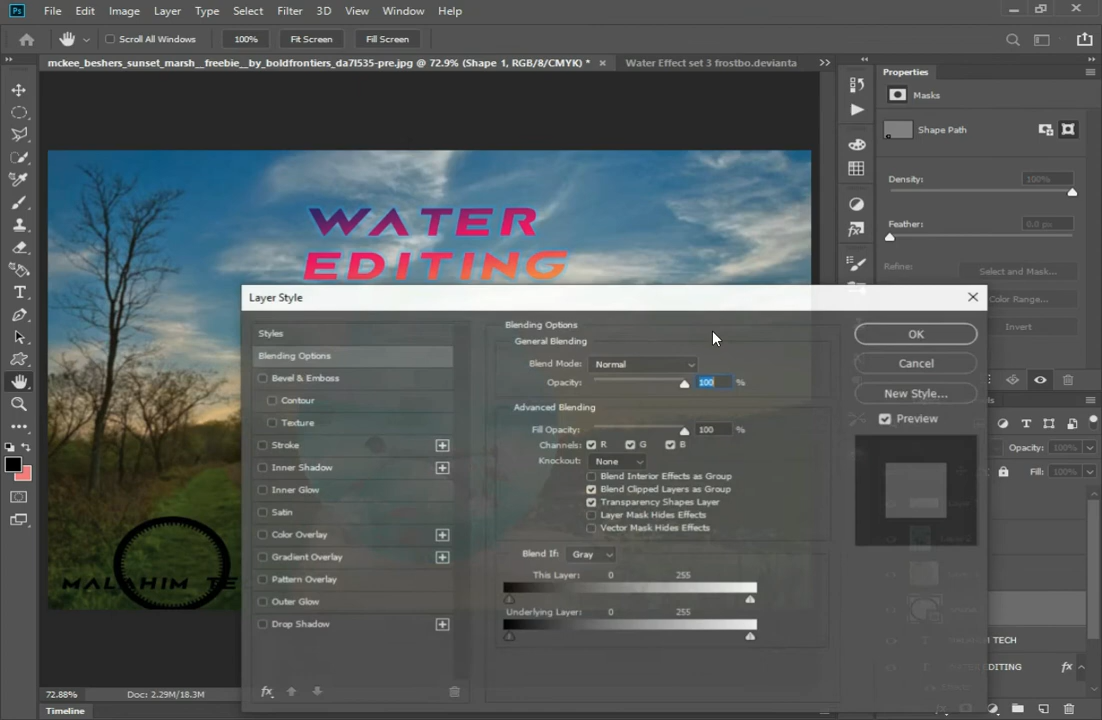 Ps File Edit Image Layer Type Select Filter 3D View Window Help
Scroll All Windows 100% Fit Screen Fill Screen
mckee_beshers_sunset_marsh__freebie__by_boldfrontiers_da7l535-pre.jpg @ 72.9% (Shape 1, RGB/8/CMYK) *
Water Effect set 3 frostbo.devianta
Properties
Masks
Shape Path
Density: 100%
Feather: 0.0 px
Refine: Select and Mask...
Color Range...
Invert
WATER
EDITING
Layer Style
Styles
Blending Options
Bevel & Emboss
Contour
Texture
Stroke
Inner Shadow
Inner Glow
Satin
Color Overlay
Gradient Overlay
Pattern Overlay
Outer Glow
Drop Shadow
fx
Blending Options
General Blending
Blend Mode: Normal
Opacity: 100 %
Advanced Blending
Fill Opacity: 100 %
Channels: R G B
Knockout: None
Blend Interior Effects as Group
Blend Clipped Layers as Group
Transparency Shapes Layer
Layer Mask Hides Effects
Vector Mask Hides Effects
Blend If: Gray
This Layer: 0 255
Underlying Layer: 0 255
OK
Cancel
New Style...
Preview
Opacity: 100%
Fill: 100%
TECH
EDITING fx
MALAHIM TE
72.88% Doc: 2.29M/18.3M
Timeline